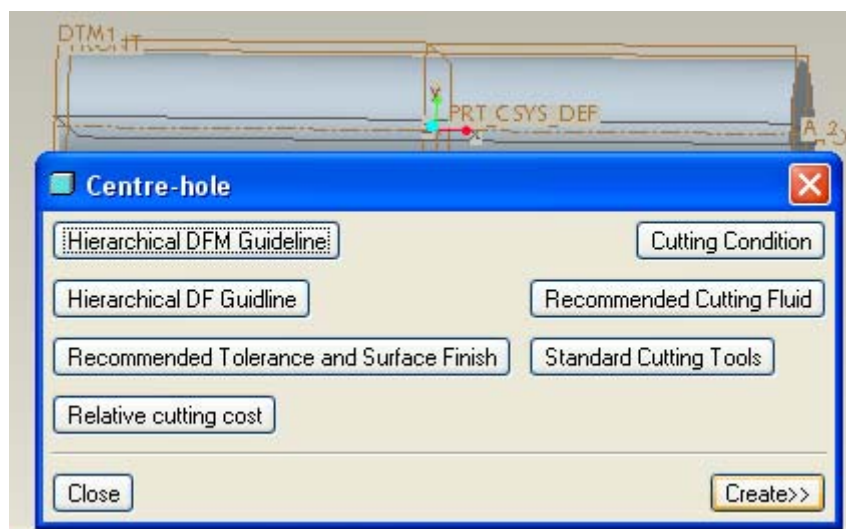 DTM1
FRONT
Y
PRT_CSYS_DEF
X
A_2
Centre-hole
Hierarchical DFM Guideline
Cutting Condition
Hierarchical DF Guidline
Recommended Cutting Fluid
Recommended Tolerance and Surface Finish
Standard Cutting Tools
Relative cutting cost
Close
Create>>